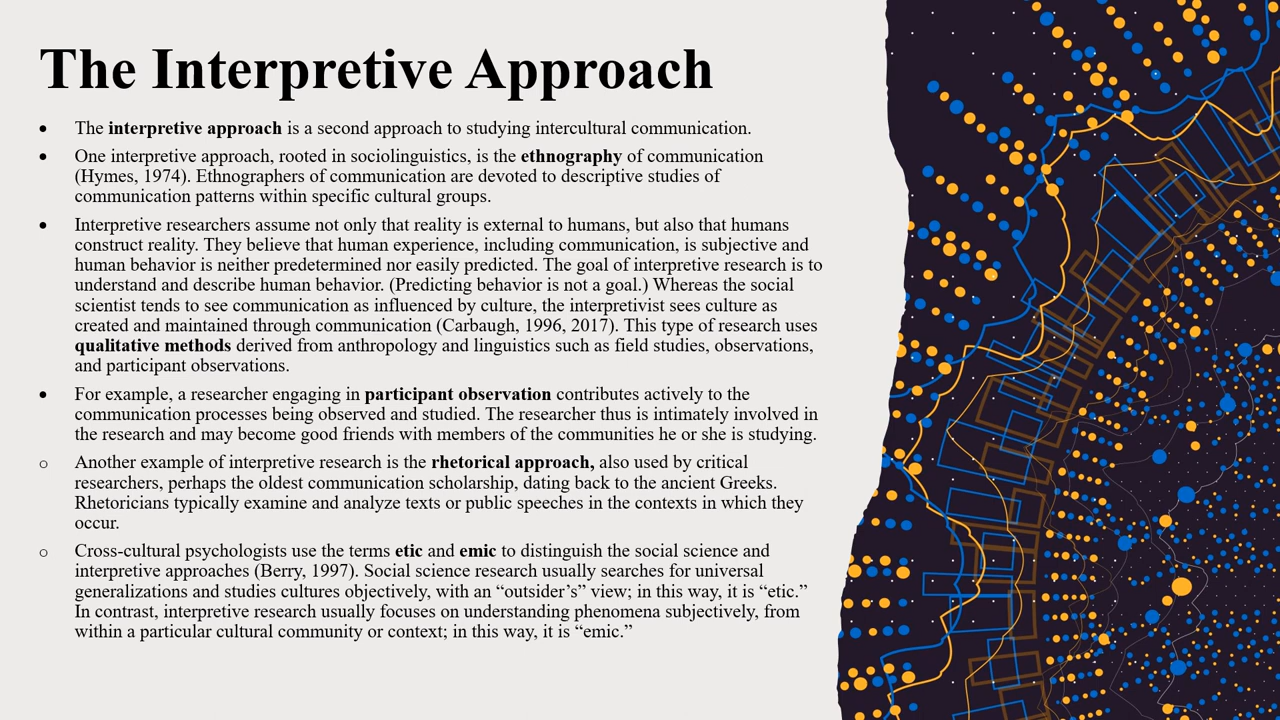 The Interpretive Approach
• The interpretive approach is a second approach to studying intercultural communication.
• One interpretive approach, rooted in sociolinguistics, is the ethnography of communication
(Hymes, 1974). Ethnographers of communication are devoted to descriptive studies of
communication patterns within specific cultural groups.
• Interpretive researchers assume not only that reality is external to humans, but also that humans
construct reality. They believe that human experience, including communication, is subjective and
human behavior is neither predetermined nor easily predicted. The goal of interpretive research is to
understand and describe human behavior. (Predicting behavior is not a goal.) Whereas the social
scientist tends to see communication as influenced by culture, the interpretivist sees culture as
created and maintained through communication (Carbaugh, 1996, 2017). This type of research uses
qualitative methods derived from anthropology and linguistics such as field studies, observations,
and participant observations.
• For example, a researcher engaging in participant observation contributes actively to the
communication processes being observed and studied. The researcher thus is intimately involved in
the research and may become good friends with members of the communities he or she is studying.
○ Another example of interpretive research is the rhetorical approach, also used by critical
researchers, perhaps the oldest communication scholarship, dating back to the ancient Greeks.
Rhetoricians typically examine and analyze texts or public speeches in the contexts in which they
occur.
○ Cross-cultural psychologists use the terms etic and emic to distinguish the social science and
interpretive approaches (Berry, 1997). Social science research usually searches for universal
generalizations and studies cultures objectively, with an “outsider’s” view; in this way, it is “etic.”
In contrast, interpretive research usually focuses on understanding phenomena subjectively, from
within a particular cultural community or context; in this way, it is “emic.”